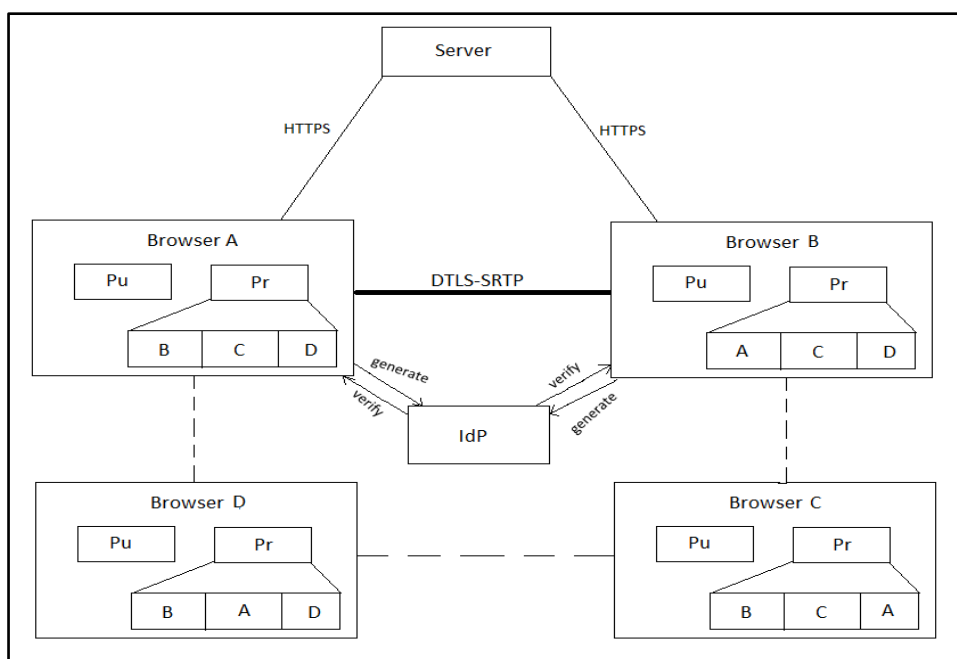 Server
HTTPS
HTTPS
Browser A
Pu
Pr
B C D
DTLS-SRTP
Browser B
Pu
Pr
A C D
generate
verify
verify
generate
IdP
Browser D
Pu
Pr
B A D
Browser C
Pu
Pr
B C A